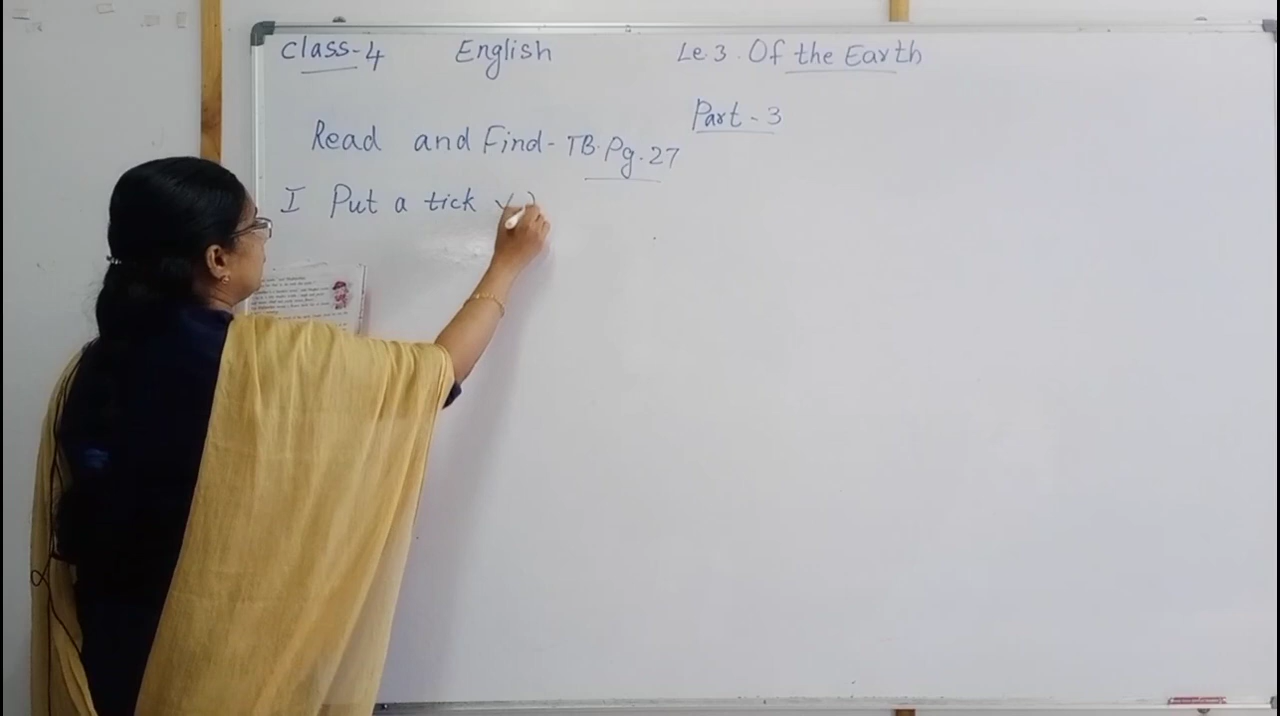 Class-4 English Le.3. Of the Earth
Part-3
Read and Find- TB.Pg.27
I Put a tick